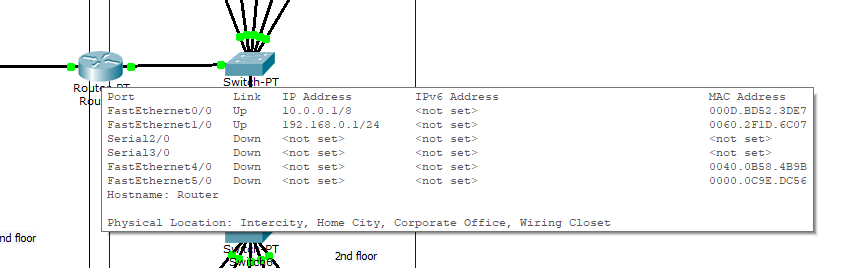 Switch-PT
Router-PT
Rou
Port Link IP Address IPv6 Address MAC Address
FastEthernet0/0 Up 10.0.0.1/8 <not set> 000D.BD52.3DE7
FastEthernet1/0 Up 192.168.0.1/24 <not set> 0060.2F1D.6C07
Serial2/0 Down <not set> <not set> <not set>
Serial3/0 Down <not set> <not set> <not set>
FastEthernet4/0 Down <not set> <not set> 0040.0B58.4B9B
FastEthernet5/0 Down <not set> <not set> 0000.0C9E.DC56
Hostname: Router
Physical Location: Intercity, Home City, Corporate Office, Wiring Closet
nd floor
Switch-PT
Switch6
2nd floor